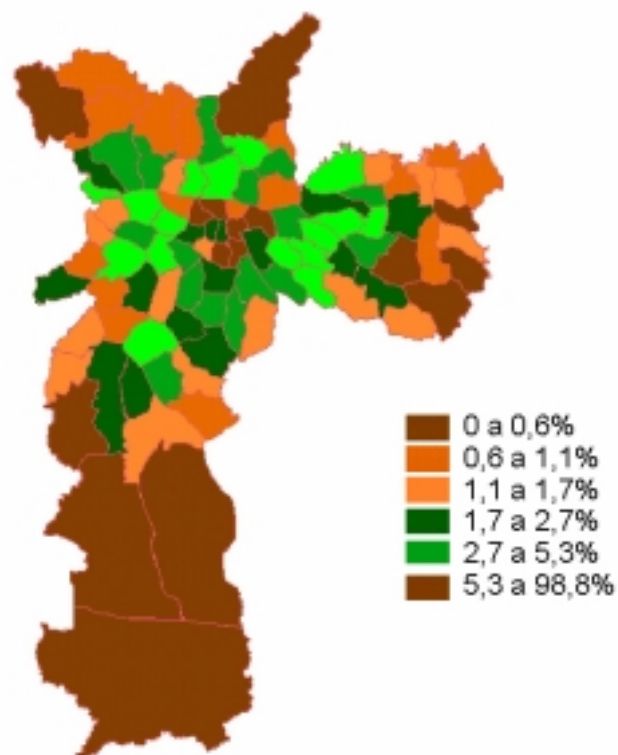 0 a 0,6%
0,6 a 1,1%
1,1 a 1,7%
1,7 a 2,7%
2,7 a 5,3%
5,3 a 98,8%